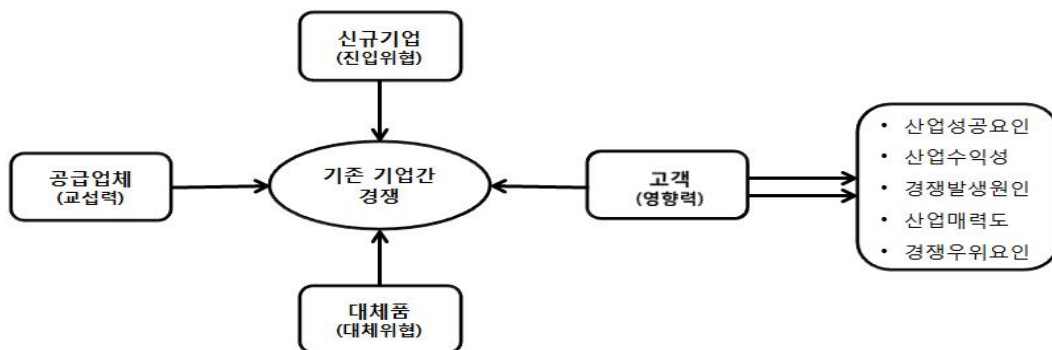 신규기업
(진입위협)
공급업체
(교섭력)
기존 기업간
경쟁
고객
(영향력)
대체품
(대체위협)
• 산업성공요인
• 산업수익성
• 경쟁발생원인
• 산업매력도
• 경쟁우위요인